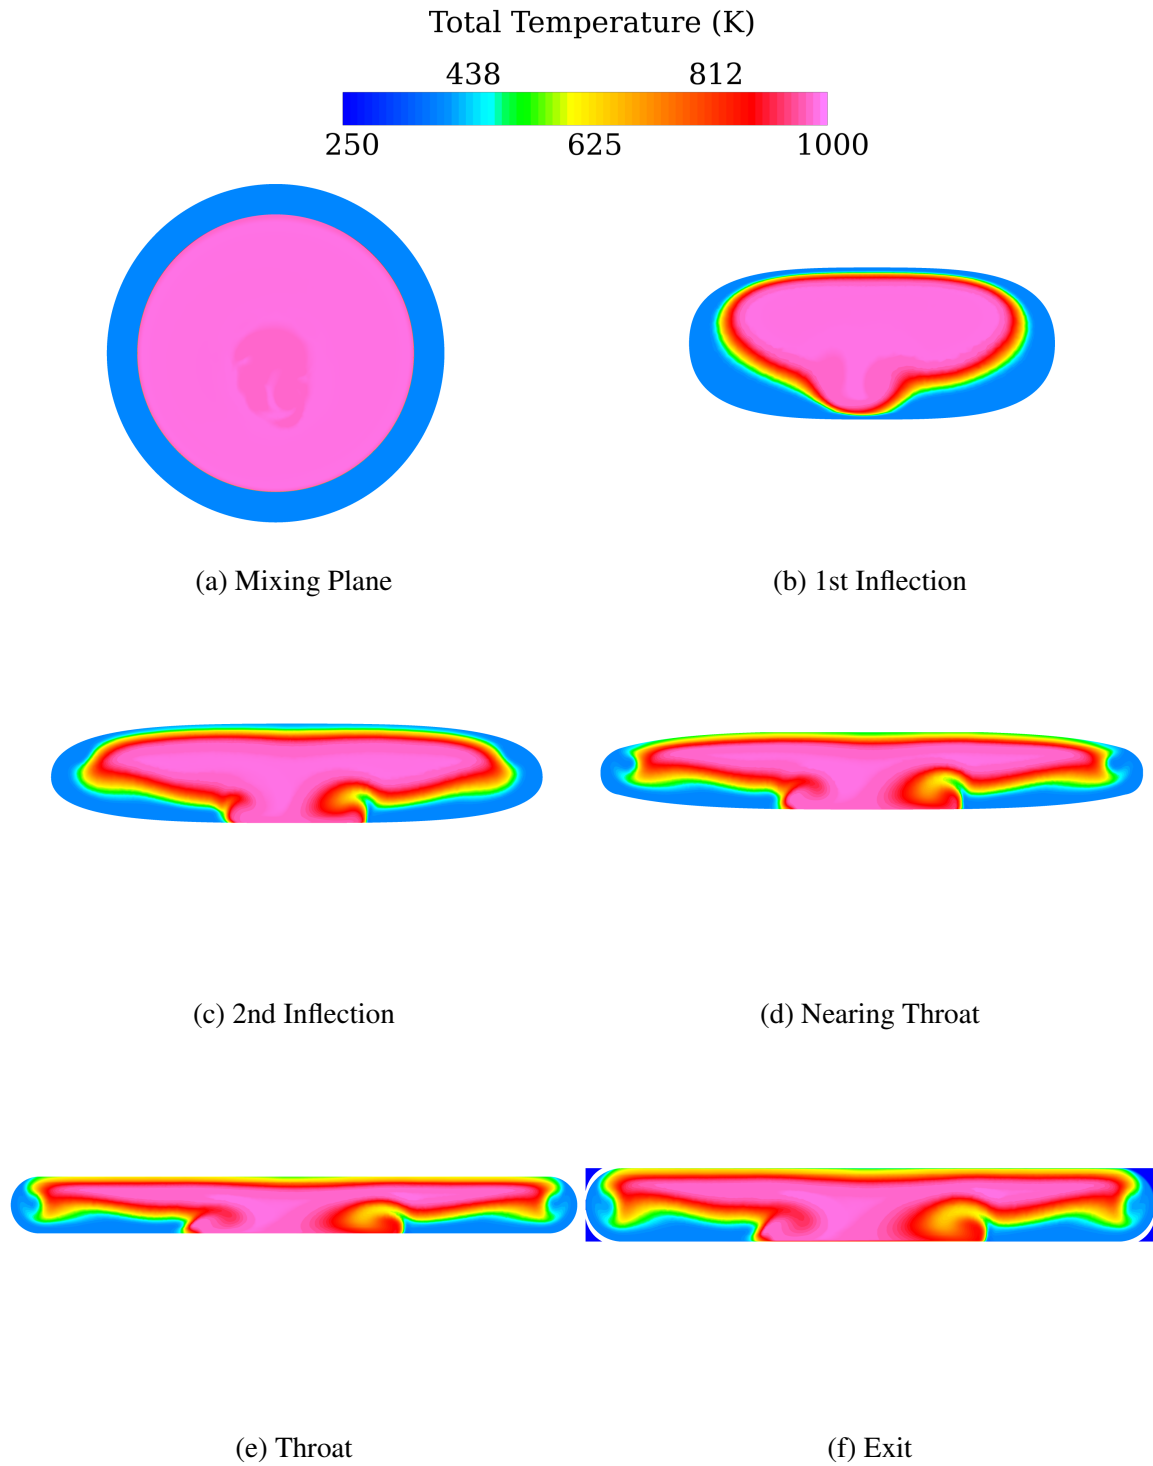 Total Temperature (K)
438 812
250 625 1000
(a) Mixing Plane
(b) 1st Inflection
(c) 2nd Inflection
(d) Nearing Throat
(e) Throat
(f) Exit